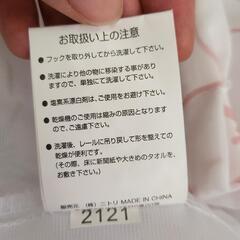 お取扱い上の注意
● フックを取り外してから洗濯して下さい。
● 洗濯により他の物に移染する事があり
ますので、単独にて洗濯して下さい。
● 塩素系漂白剤は、ご使用をお避け下さい。
● 乾燥機のご使用は縮みの原因となりますので、
ご遠慮下さい。
● 洗濯後、レールに吊り戻して形を整えての
乾燥が便利です。
（その際、床に新聞紙や大きめのタオルを、
お敷き下さい。）
販売元 （株）ニトリ MADE IN CHINA
2121